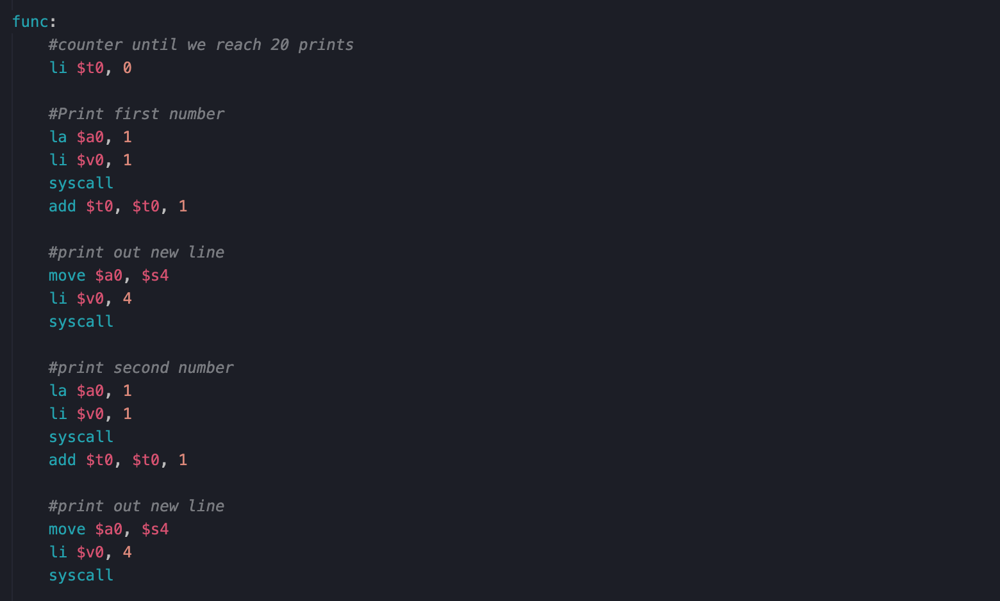 func:
#counter until we reach 20 prints
li $t0, 0
#Print first number
la $a0, 1
li $v0, 1
syscall
add $t0, $t0, 1
#print out new line
move $a0, $s4
li $v0, 4
syscall
#print second number
la $a0, 1
li $v0, 1
syscall
add $t0, $t0, 1
#print out new line
move $a0, $s4
li $v0, 4
syscall